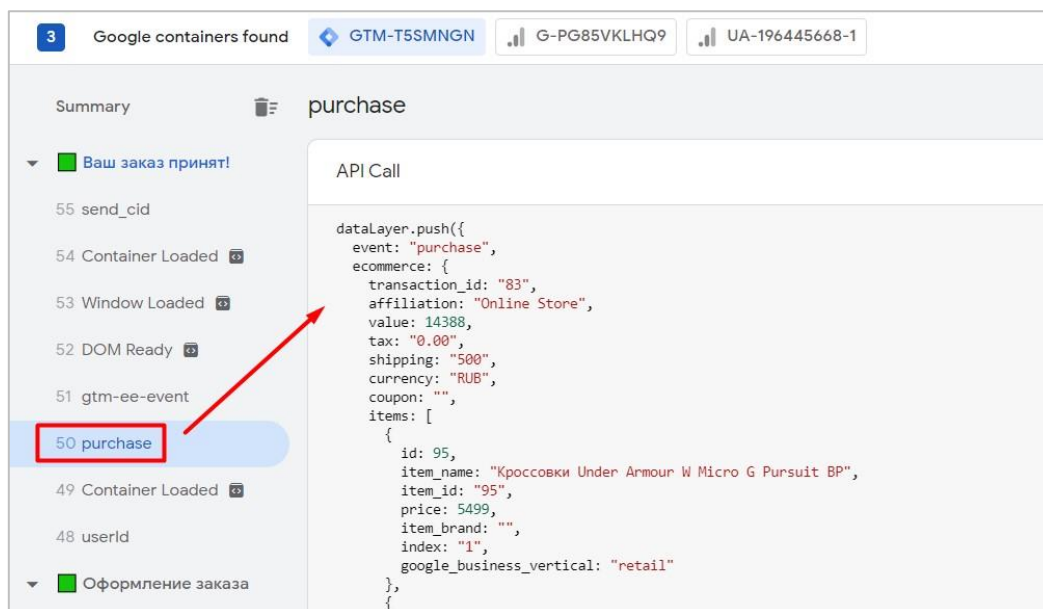 3 Google containers found GTM-T5SMNGN G-PG85VKLHQ9 UA-196445668-1
Summary
Ваш заказ принят!
55 send_cid
54 Container Loaded
53 Window Loaded
52 DOM Ready
51 gtm-ee-event
50 purchase
49 Container Loaded
48 userId
Оформление заказа
purchase
API Call
dataLayer.push({
event: "purchase",
ecommerce: {
transaction_id: "83",
affiliation: "Online Store",
value: 14388,
tax: "0.00",
shipping: "500",
currency: "RUB",
coupon: "",
items: [
{
id: 95,
item_name: "Кроссовки Under Armour W Micro G Pursuit BP",
item_id: "95",
price: 5499,
item_brand: "",
index: "1",
google_business_vertical: "retail"
},
{